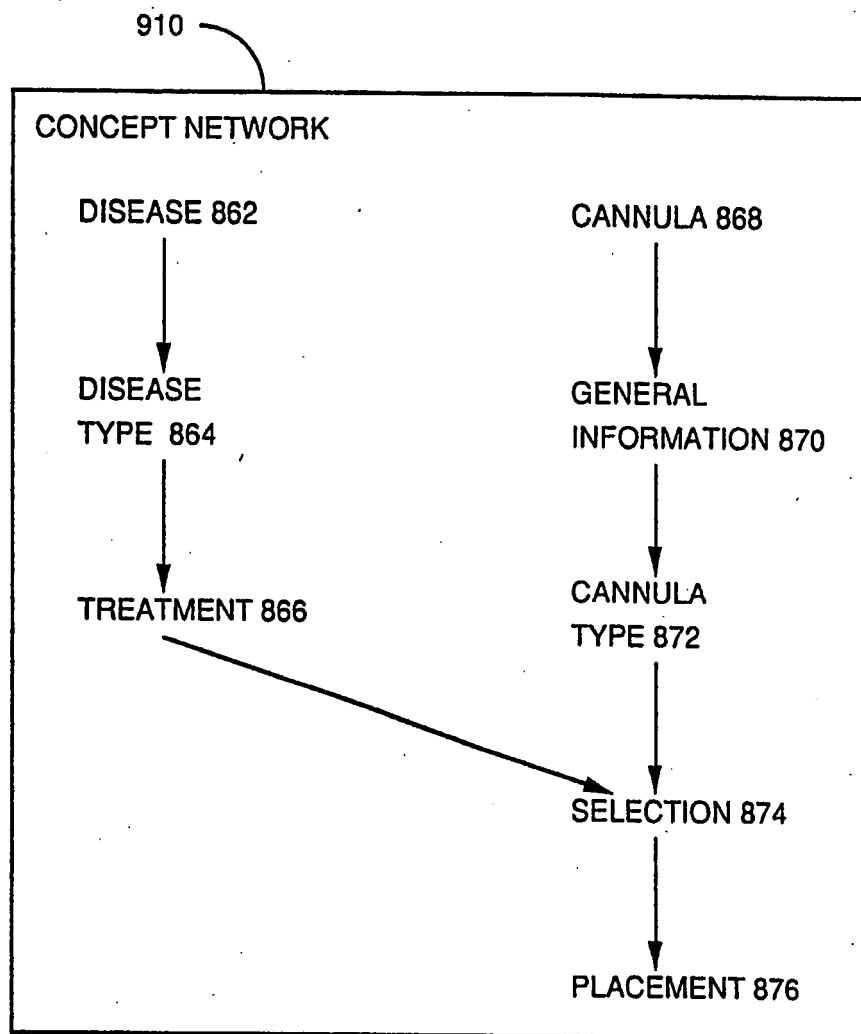 910
CONCEPT NETWORK
DISEASE 862
CANNULA 868
DISEASE
TYPE 864
GENERAL
INFORMATION 870
TREATMENT 866
CANNULA
TYPE 872
SELECTION 874
PLACEMENT 876